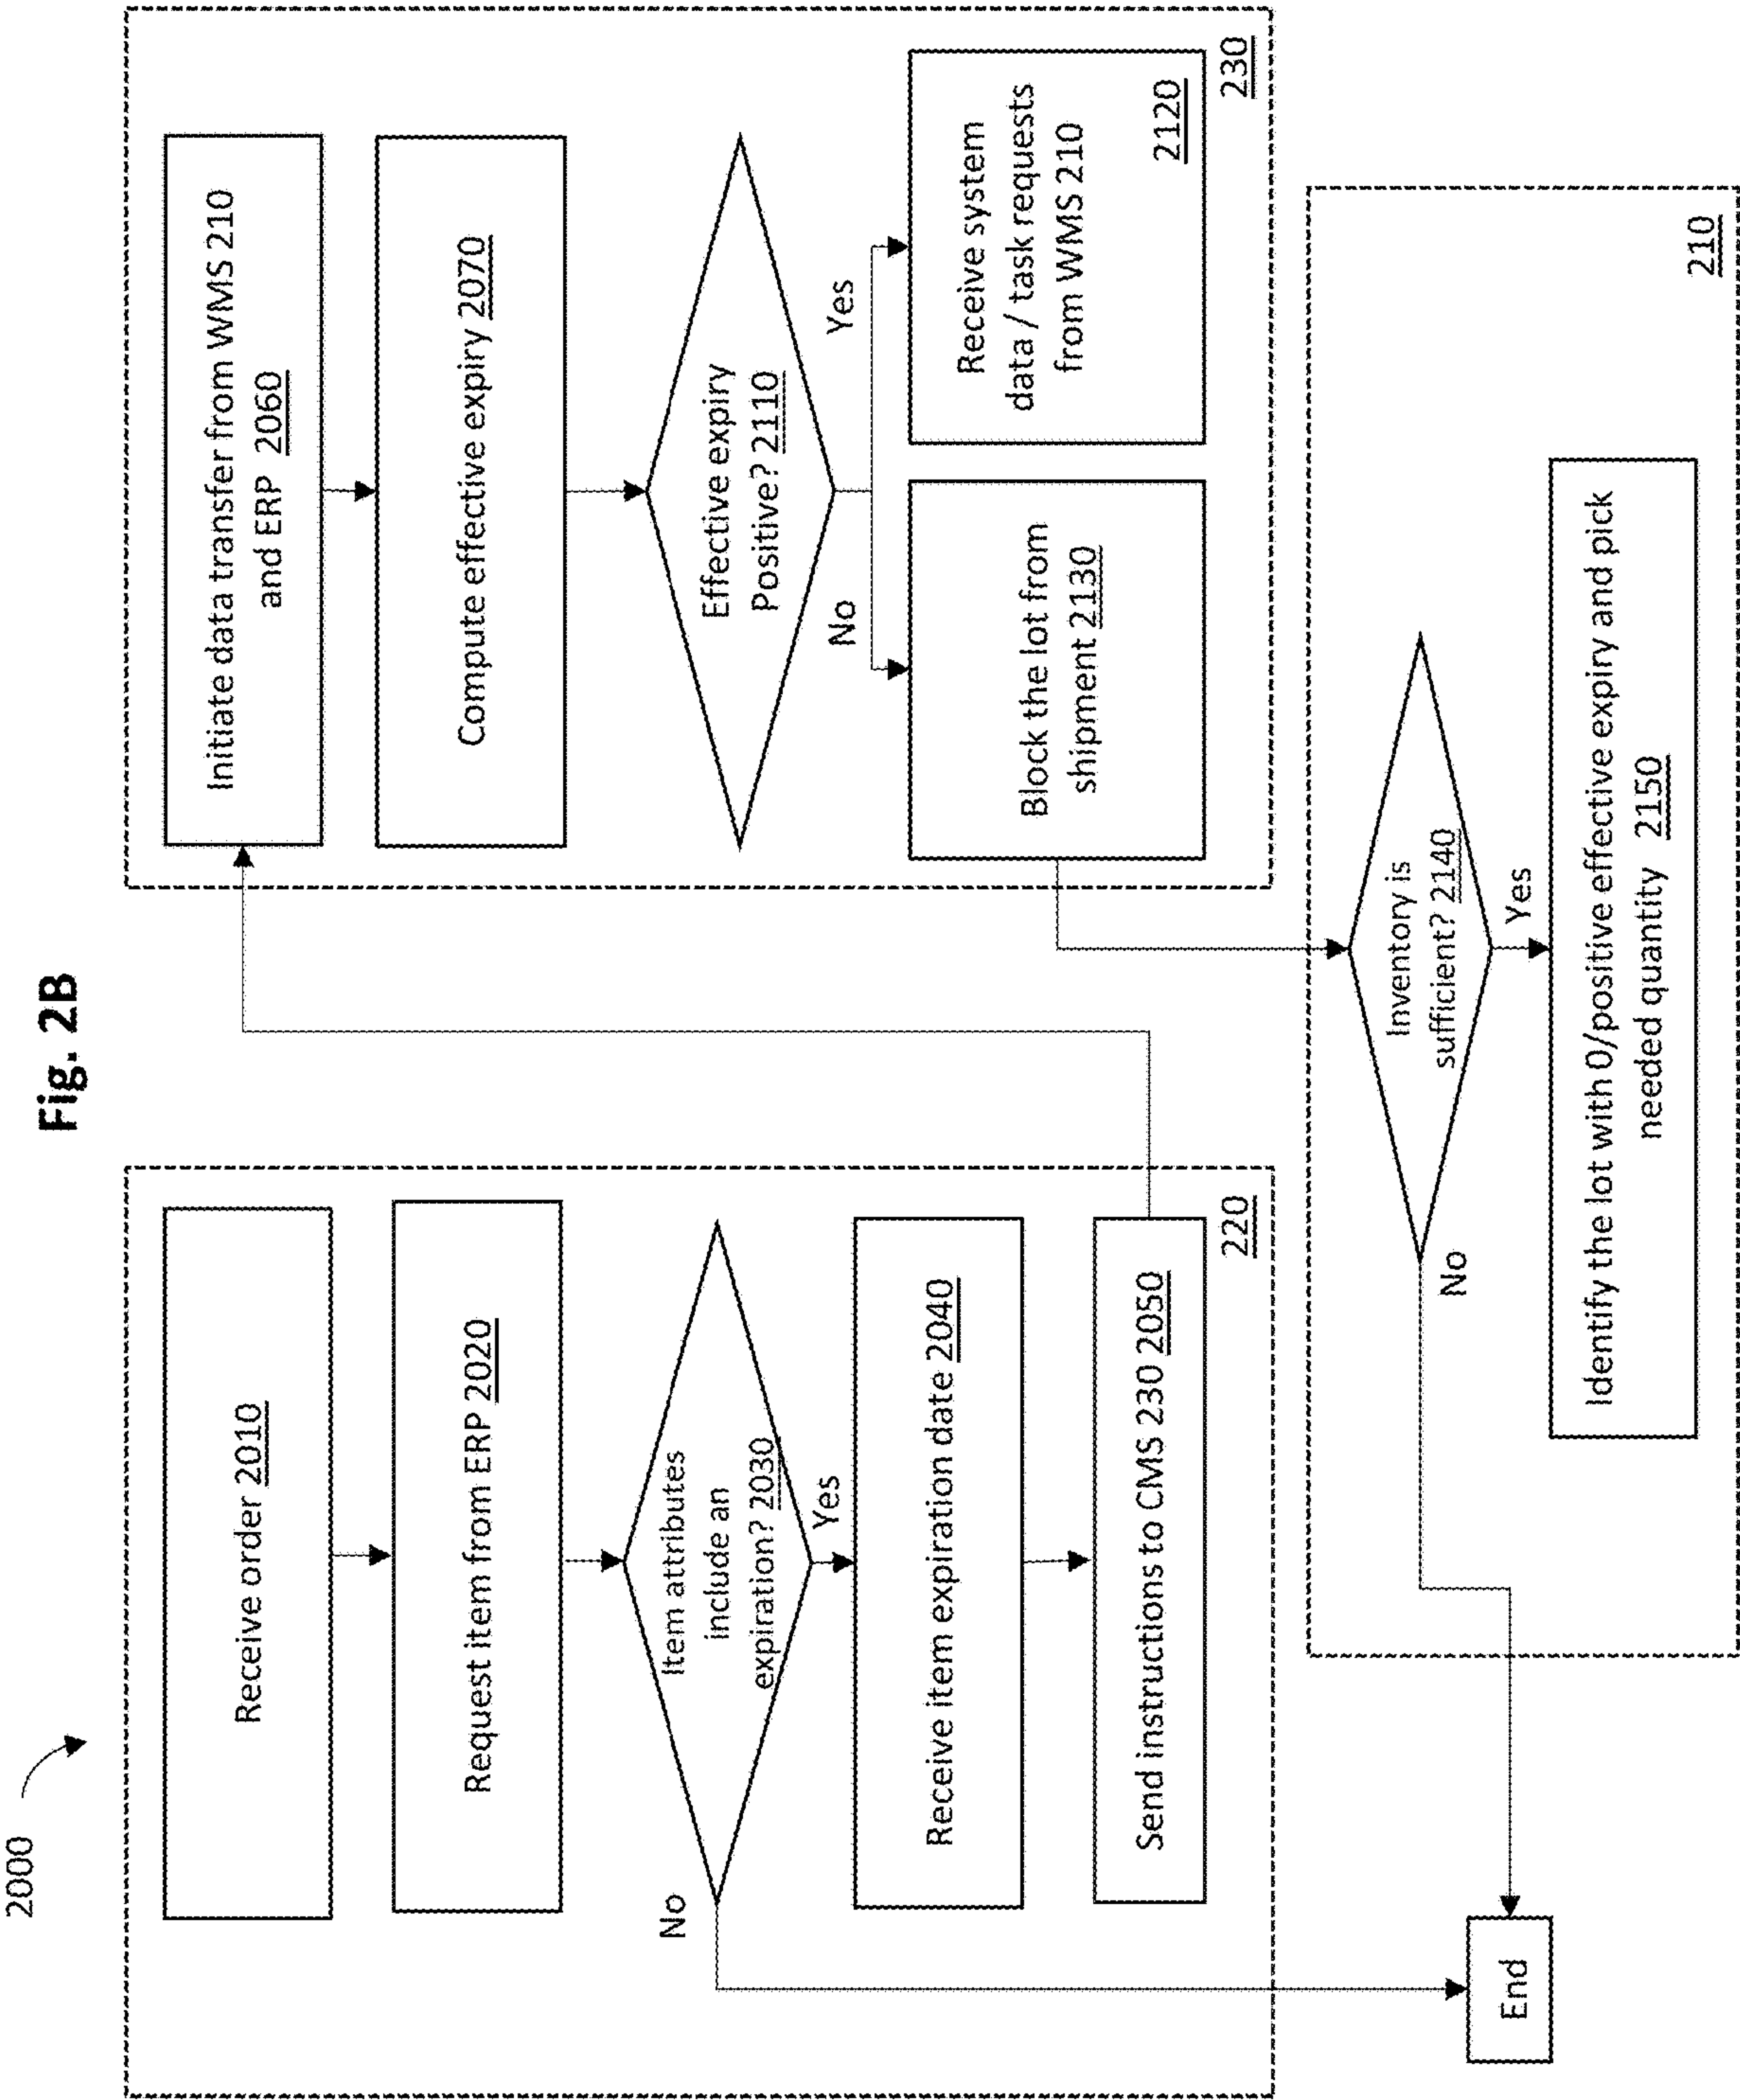 Fig. 2B
2000
Receive order 2010
Request item from ERP 2020
Item attributes
include an
expiration? 2030
No
Yes
Receive item expiration date 2040
Send instructions to CMS 230 2050
220
Initiate data transfer from WMS 210
and ERP 2060
Compute effective expiry 2070
Effective expiry
Positive? 2110
No
Yes
Block the lot from
shipment 2130
Receive system
data / task requests
from WMS 210
2120
230
Inventory is
sufficient? 2140
No
Yes
Identify the lot with 0/positive effective expiry and pick
needed quantity 2150
210
End